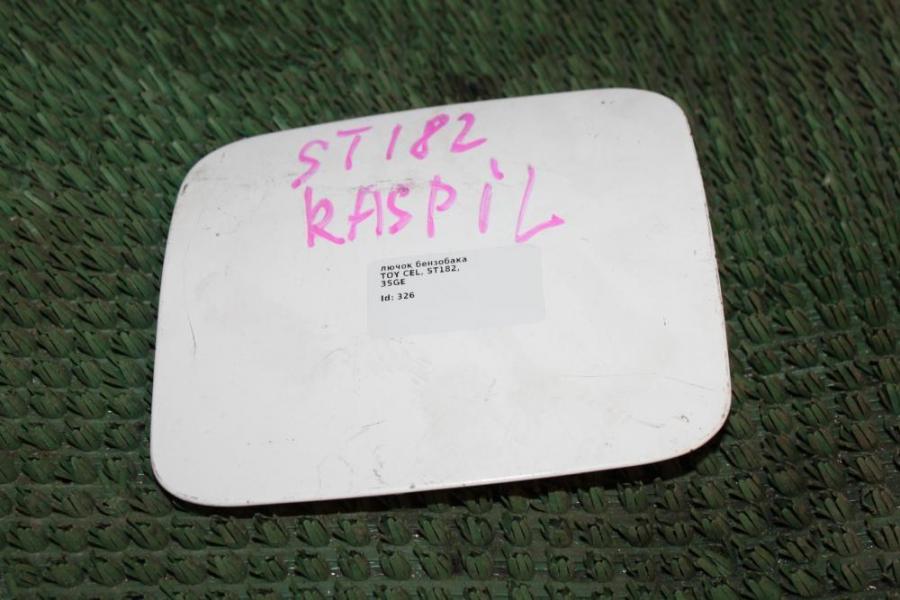 ST182
RASPIL
лючок бензобака
TOY CEL, ST182,
3SGE
Id: 326